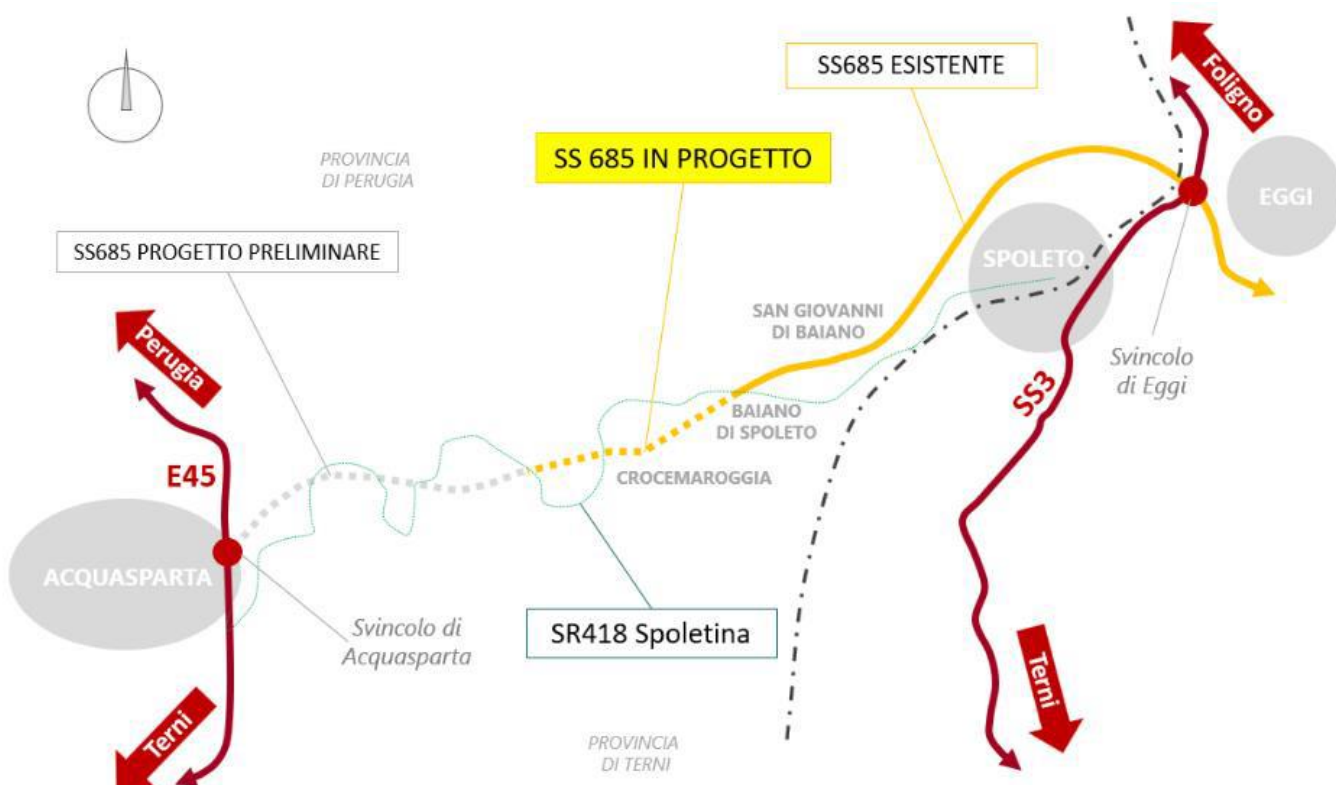 SS685 ESISTENTE
Foligno
PROVINCIA
DI PERUGIA
SS 685 IN PROGETTO
EGGI
SS685 PROGETTO PRELIMINARE
SPOLETO
SAN GIOVANNI
DI BAIANO
Perugia
Svincolo
di Eggi
SS3
BAIANO
DI SPOLETO
E45
CROCEMAROGGIA
ACQUASPARTA
Svincolo di
Acquasparta
SR418 Spoletina
Terni
Terni
PROVINCIA
DI TERNI